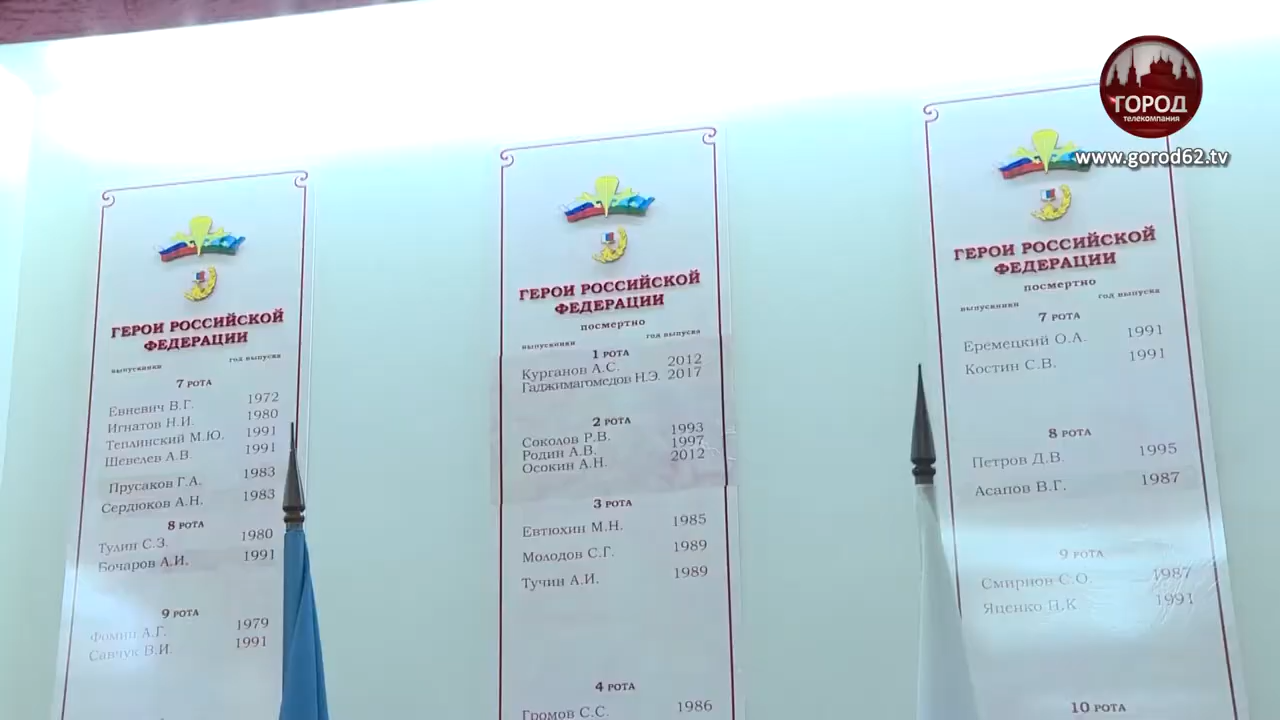 ГОРОД
телекомпания
www.gorod62.tv
ГЕРОИ РОССИЙСКОЙ
ФЕДЕРАЦИИ
выпускники год выпуска
7 РОТА
Евневич В.Г. 1972
Игнатов Н.И. 1980
Теплинский М.Ю. 1991
Шевелев А.В. 1991
Прусаков Г.А. 1983
Сердюков А.Н. 1983
8 РОТА
Тулин С.З. 1980
Бочаров А.И. 1991
9 РОТА
Фомин А.Г. 1979
Савчук В.И. 1991
ГЕРОИ РОССИЙСКОЙ
ФЕДЕРАЦИИ
посмертно
выпускники год выпуска
1 РОТА
Курганов А.С. 2012
Гаджимагомедов Н.Э. 2017
2 РОТА
Соколов Р.В. 1993
Родин А.В. 1997
Осокин А.Н. 2012
3 РОТА
Евтюхин М.Н. 1985
Молодов С.Г. 1989
Тучин А.И. 1989
4 РОТА
Громов С.С. 1986
ГЕРОИ РОССИЙСКОЙ
ФЕДЕРАЦИИ
посмертно
выпускники год выпуска
7 РОТА
Еремецкий О.А. 1991
Костин С.В. 1991
8 РОТА
Петров Д.В. 1995
Асапов В.Г. 1987
9 РОТА
Смирнов С.О. 1987
Яценко П.К 1991
10 РОТА